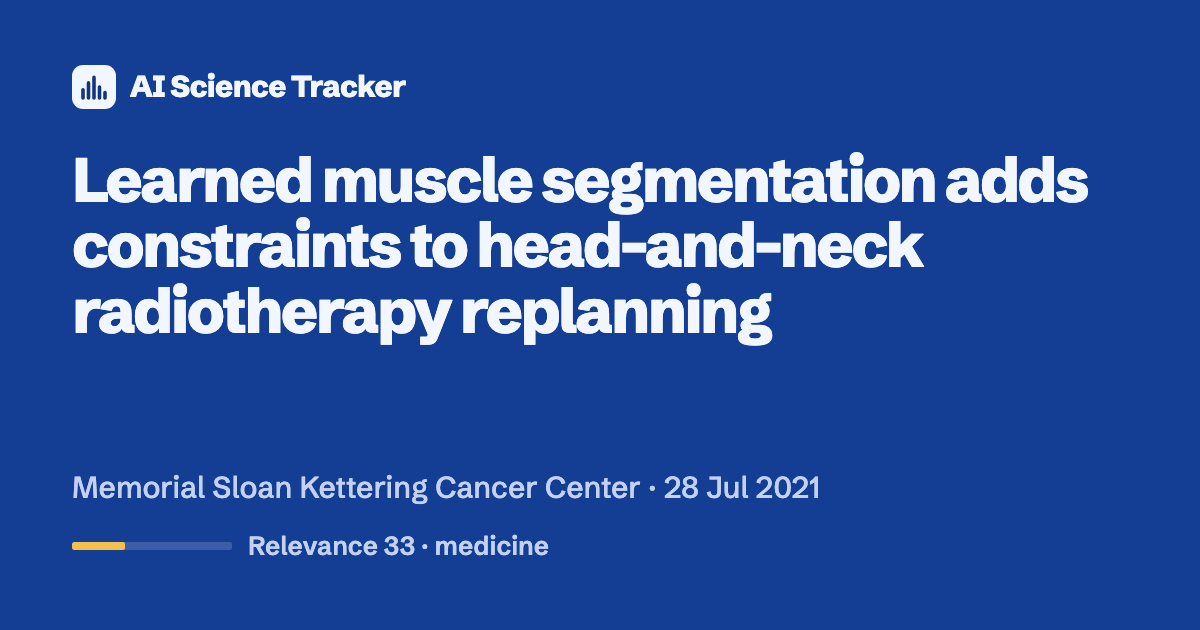 AI Science Tracker
Learned muscle segmentation adds
constraints to head-and-neck
radiotherapy replanning
Memorial Sloan Kettering Cancer Center · 28 Jul 2021
Relevance 33 · medicine